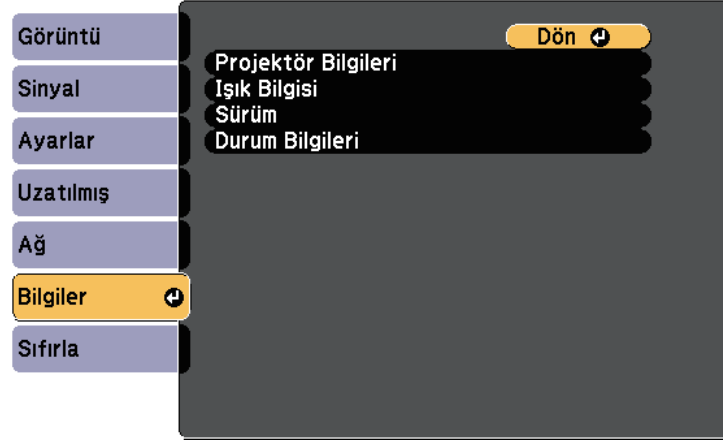 Görüntü
Sinyal
Ayarlar
Uzatılmış
Ağ
Bilgiler
Sıfırla
Dön
Projektör Bilgileri
Işık Bilgisi
Sürüm
Durum Bilgileri